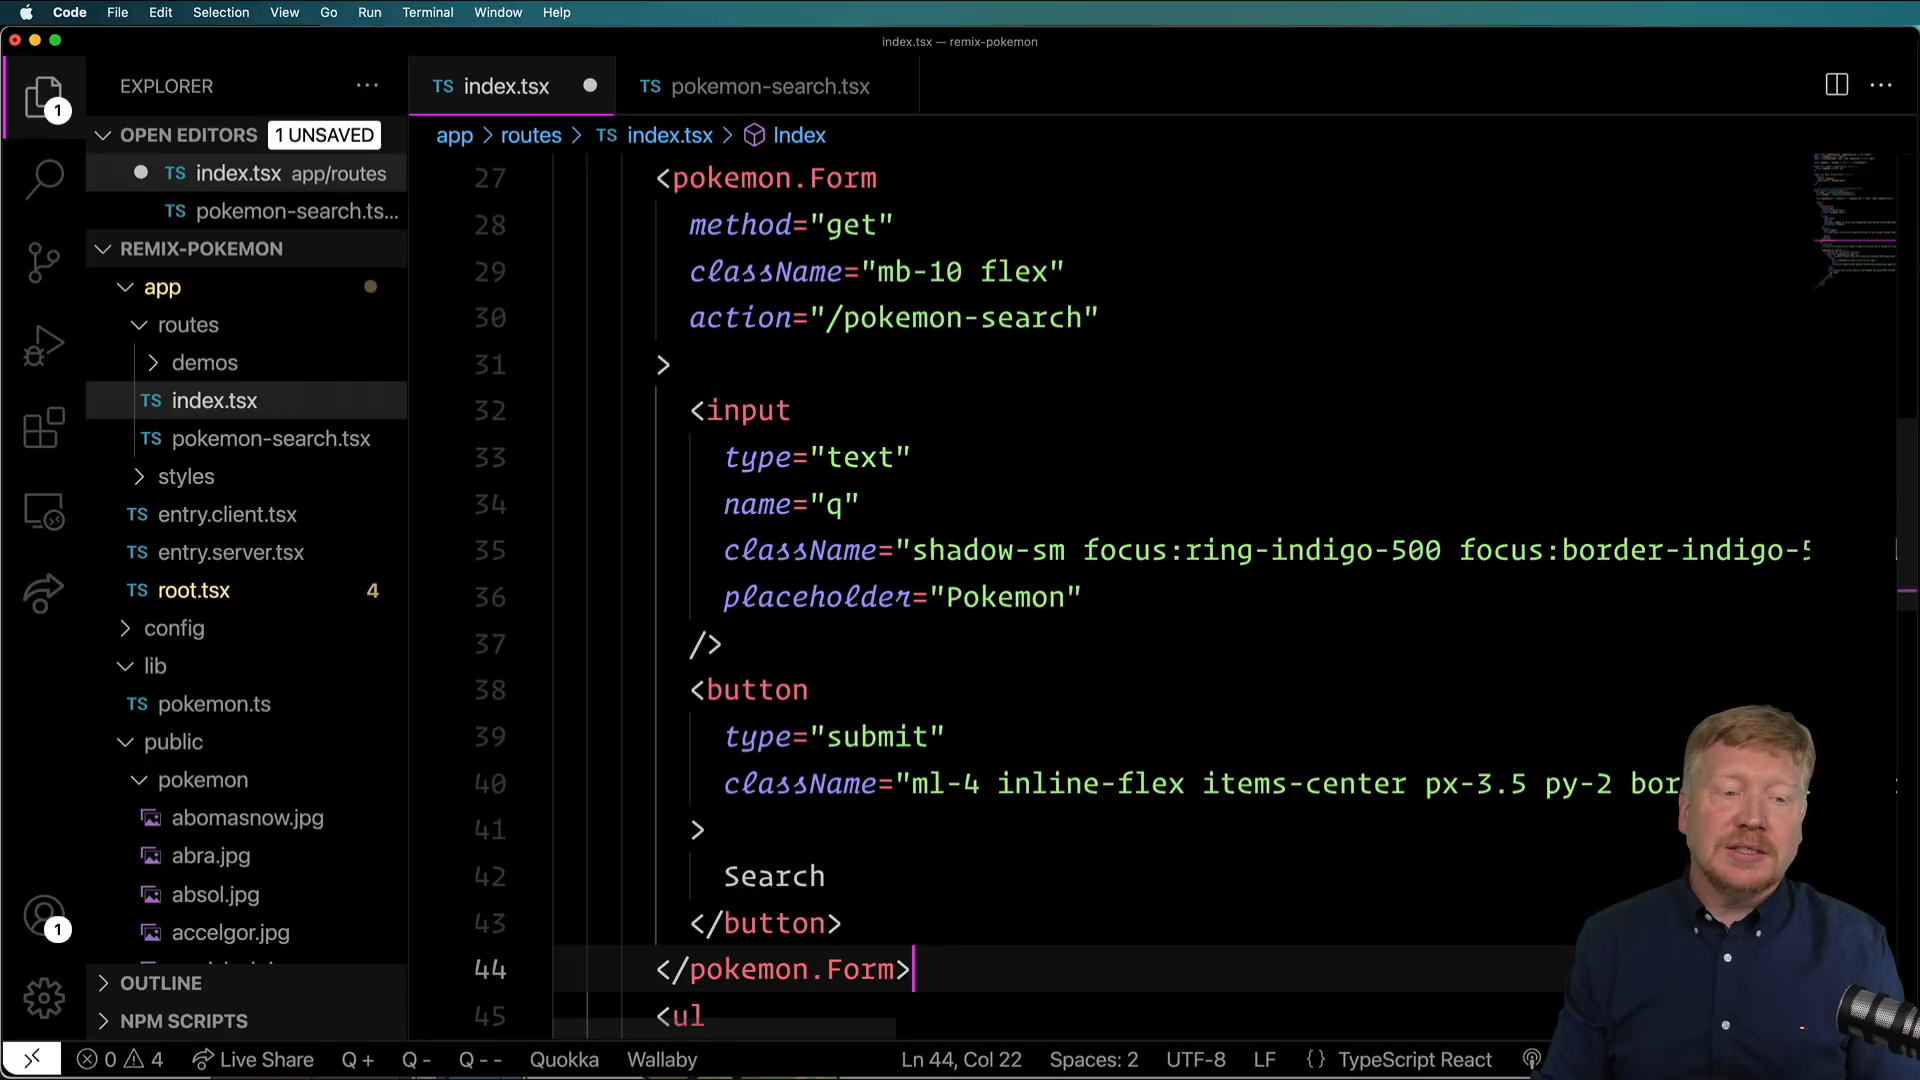 Code File Edit Selection View Go Run Terminal Window Help
index.tsx — remix-pokemon
EXPLORER
TS index.tsx
TS pokemon-search.tsx
1
OPEN EDITORS 1 UNSAVED
app > routes > TS index.tsx > Index
TS index.tsx app/routes
TS pokemon-search.ts...
REMIX-POKEMON
app
routes
demos
TS index.tsx
TS pokemon-search.tsx
styles
TS entry.client.tsx
TS entry.server.tsx
TS root.tsx 4
config
lib
TS pokemon.ts
public
pokemon
abomasnow.jpg
abra.jpg
absol.jpg
accelgor.jpg
1
OUTLINE
NPM SCRIPTS
27 <pokemon.Form
28 method="get"
29 className="mb-10 flex"
30 action="/pokemon-search"
31 >
32 <input
33 type="text"
34 name="q"
35 className="shadow-sm focus:ring-indigo-500 focus:border-indigo-5
36 placeholder="Pokemon"
37 />
38 <button
39 type="submit"
40 className="ml-4 inline-flex items-center px-3.5 py-2 bor
41 >
42 Search
43 </button>
44 </pokemon.Form>
45 <ul
0 4 Live Share Q + Q - Q -- Quokka Wallaby Ln 44, Col 22 Spaces: 2 UTF-8 LF {} TypeScript React